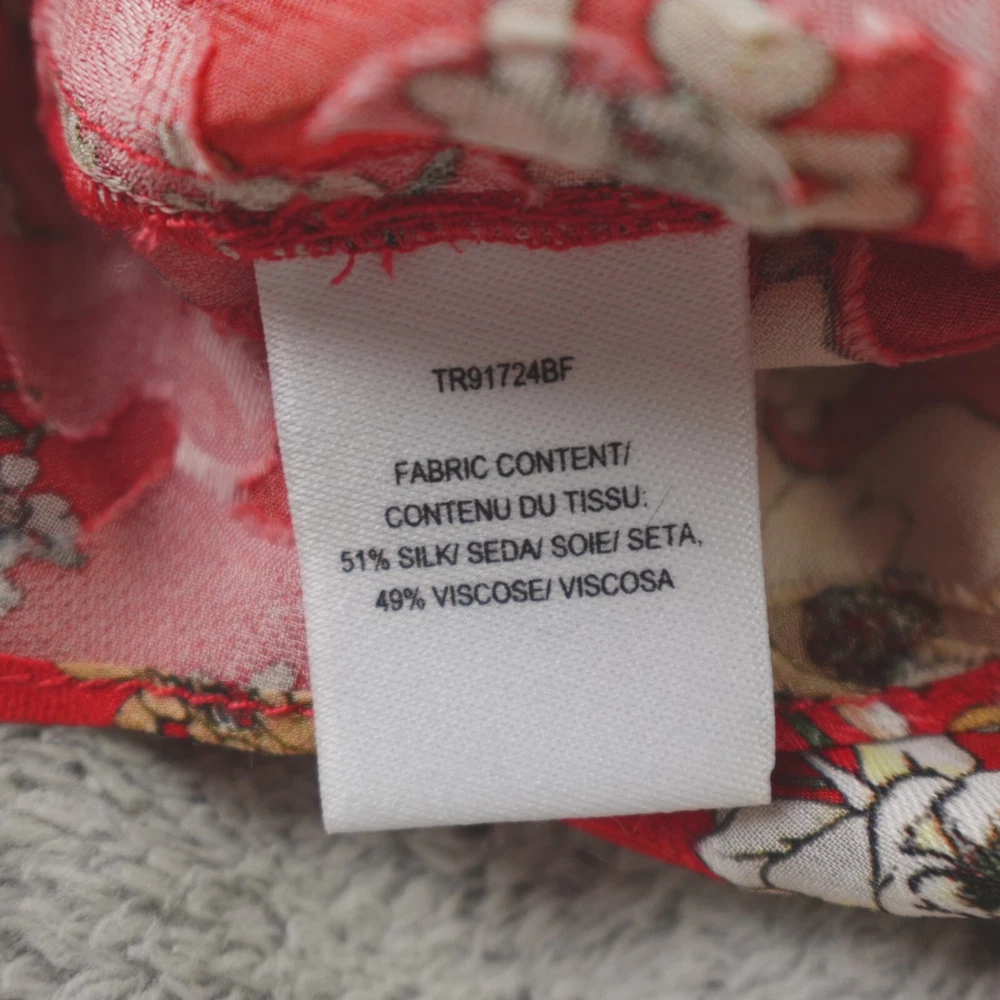 TR91724BF
FABRIC CONTENT/
CONTENU DU TISSU:
51% SILK/ SEDA/ SOIE/ SETA,
49% VISCOSE/ VISCOSA